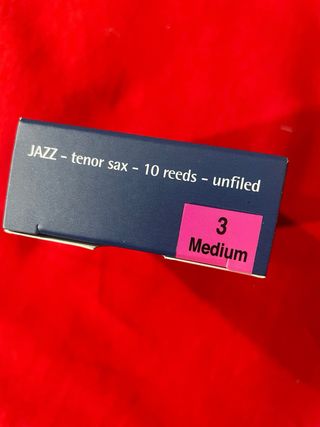 JAZZ – tenor sax – 10 reeds – unfiled
3
Medium